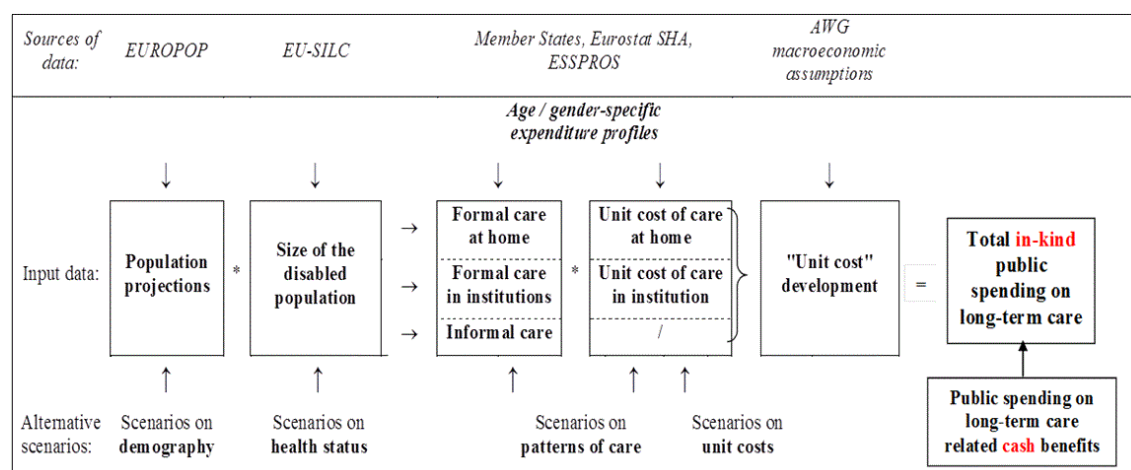 Sources of
data:
EUROPOP
EU-SILC
Member States, Eurostat SHA,
ESSPROS
AWG
macroeconomic
assumptions
Age / gender-specific
expenditure profiles
↓ ↓ ↓ ↓ ↓
Input data:
Population
projections
*
Size of the
disabled
population
→
→
→
Formal care
at home
Formal care
in institutions
Informal care
*
Unit cost of care
at home
Unit cost of care
in institution
/
"Unit cost"
development
=
Total in-kind
public
spending on
long-term care
↑ ↑ ↑ ↑ ↑
Alternative
scenarios:
Scenarios on
demography
Scenarios on
health status
Scenarios on
patterns of care
Scenarios on
unit costs
Public spending on
long-term care
related cash benefits